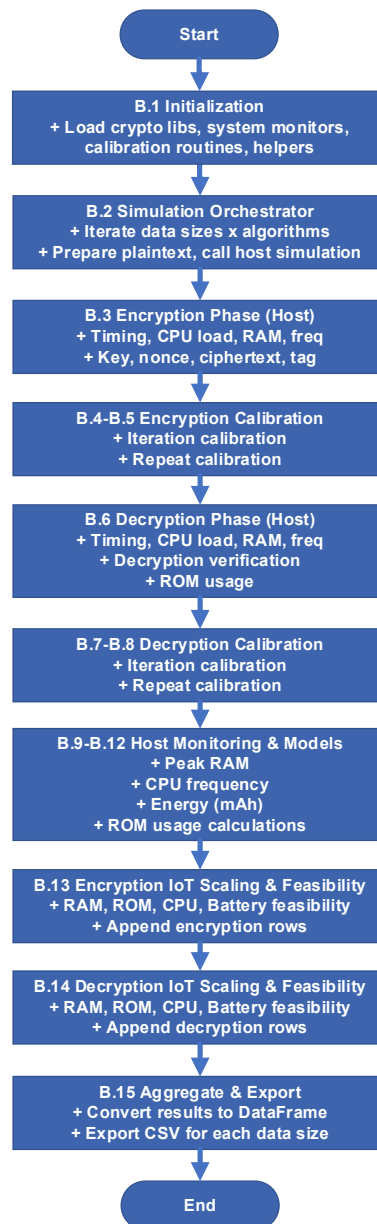 Start
B.1 Initialization
+ Load crypto libs, system monitors,
calibration routines, helpers
B.2 Simulation Orchestrator
+ Iterate data sizes x algorithms
+ Prepare plaintext, call host simulation
B.3 Encryption Phase (Host)
+ Timing, CPU load, RAM, freq
+ Key, nonce, ciphertext, tag
B.4-B.5 Encryption Calibration
+ Iteration calibration
+ Repeat calibration
B.6 Decryption Phase (Host)
+ Timing, CPU load, RAM, freq
+ Decryption verification
+ ROM usage
B.7-B.8 Decryption Calibration
+ Iteration calibration
+ Repeat calibration
B.9-B.12 Host Monitoring & Models
+ Peak RAM
+ CPU frequency
+ Energy (mAh)
+ ROM usage calculations
B.13 Encryption IoT Scaling & Feasibility
+ RAM, ROM, CPU, Battery feasibility
+ Append encryption rows
B.14 Decryption IoT Scaling & Feasibility
+ RAM, ROM, CPU, Battery feasibility
+ Append decryption rows
B.15 Aggregate & Export
+ Convert results to DataFrame
+ Export CSV for each data size
End